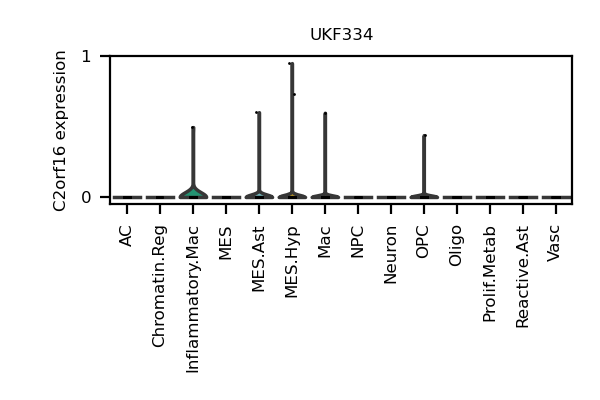 UKF334
C2orf16 expression
1
0
AC
Chromatin.Reg
Inflammatory.Mac
MES
MES.Ast
MES.Hyp
Mac
NPC
Neuron
OPC
Oligo
Prolif.Metab
Reactive.Ast
Vasc